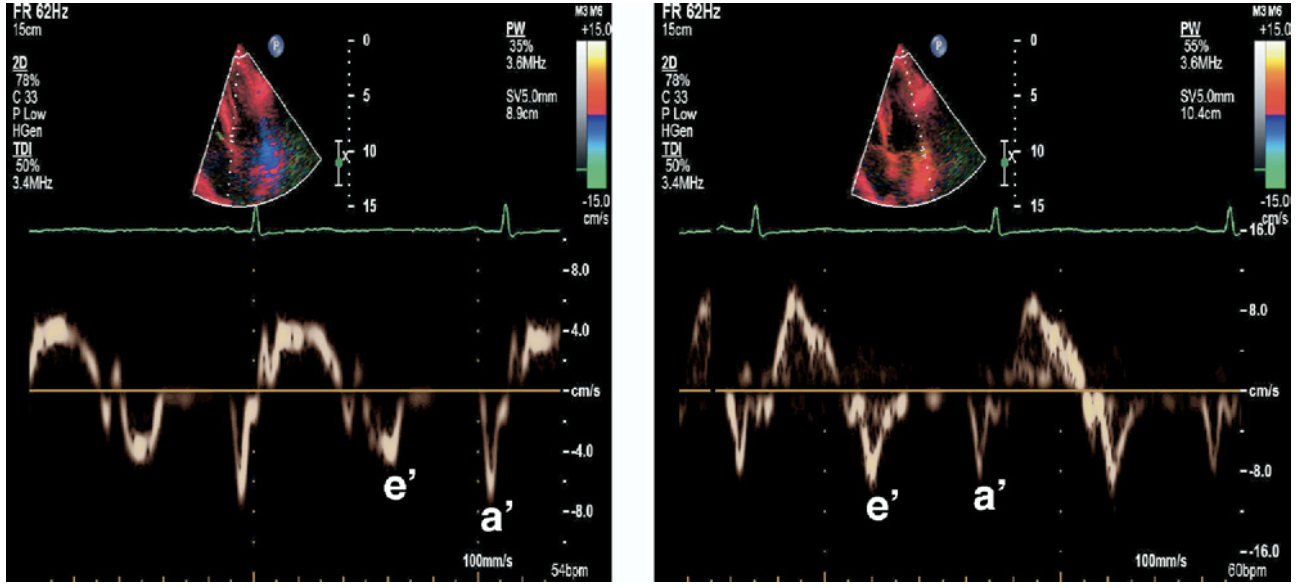 FR 62Hz
15cm
2D
78%
C 33
P Low
HGen
TDI
50%
3.4MHz
P
0
5
X
10
15
PW
35%
3.6MHz
SV5.0mm
8.9cm
M3 M6
+15.0
-15.0
cm/s
8.0
4.0
cm/s
-4.0
-8.0
e’
a’
100mm/s
54bpm
FR 62Hz
15cm
2D
78%
C 33
P Low
HGen
TDI
50%
3.4MHz
P
0
5
X
10
15
PW
55%
3.6MHz
SV5.0mm
10.4cm
M3 M6
+15.0
-15.0
cm/s
16.0
8.0
cm/s
-8.0
-16.0
e’
a’
100mm/s
60bpm